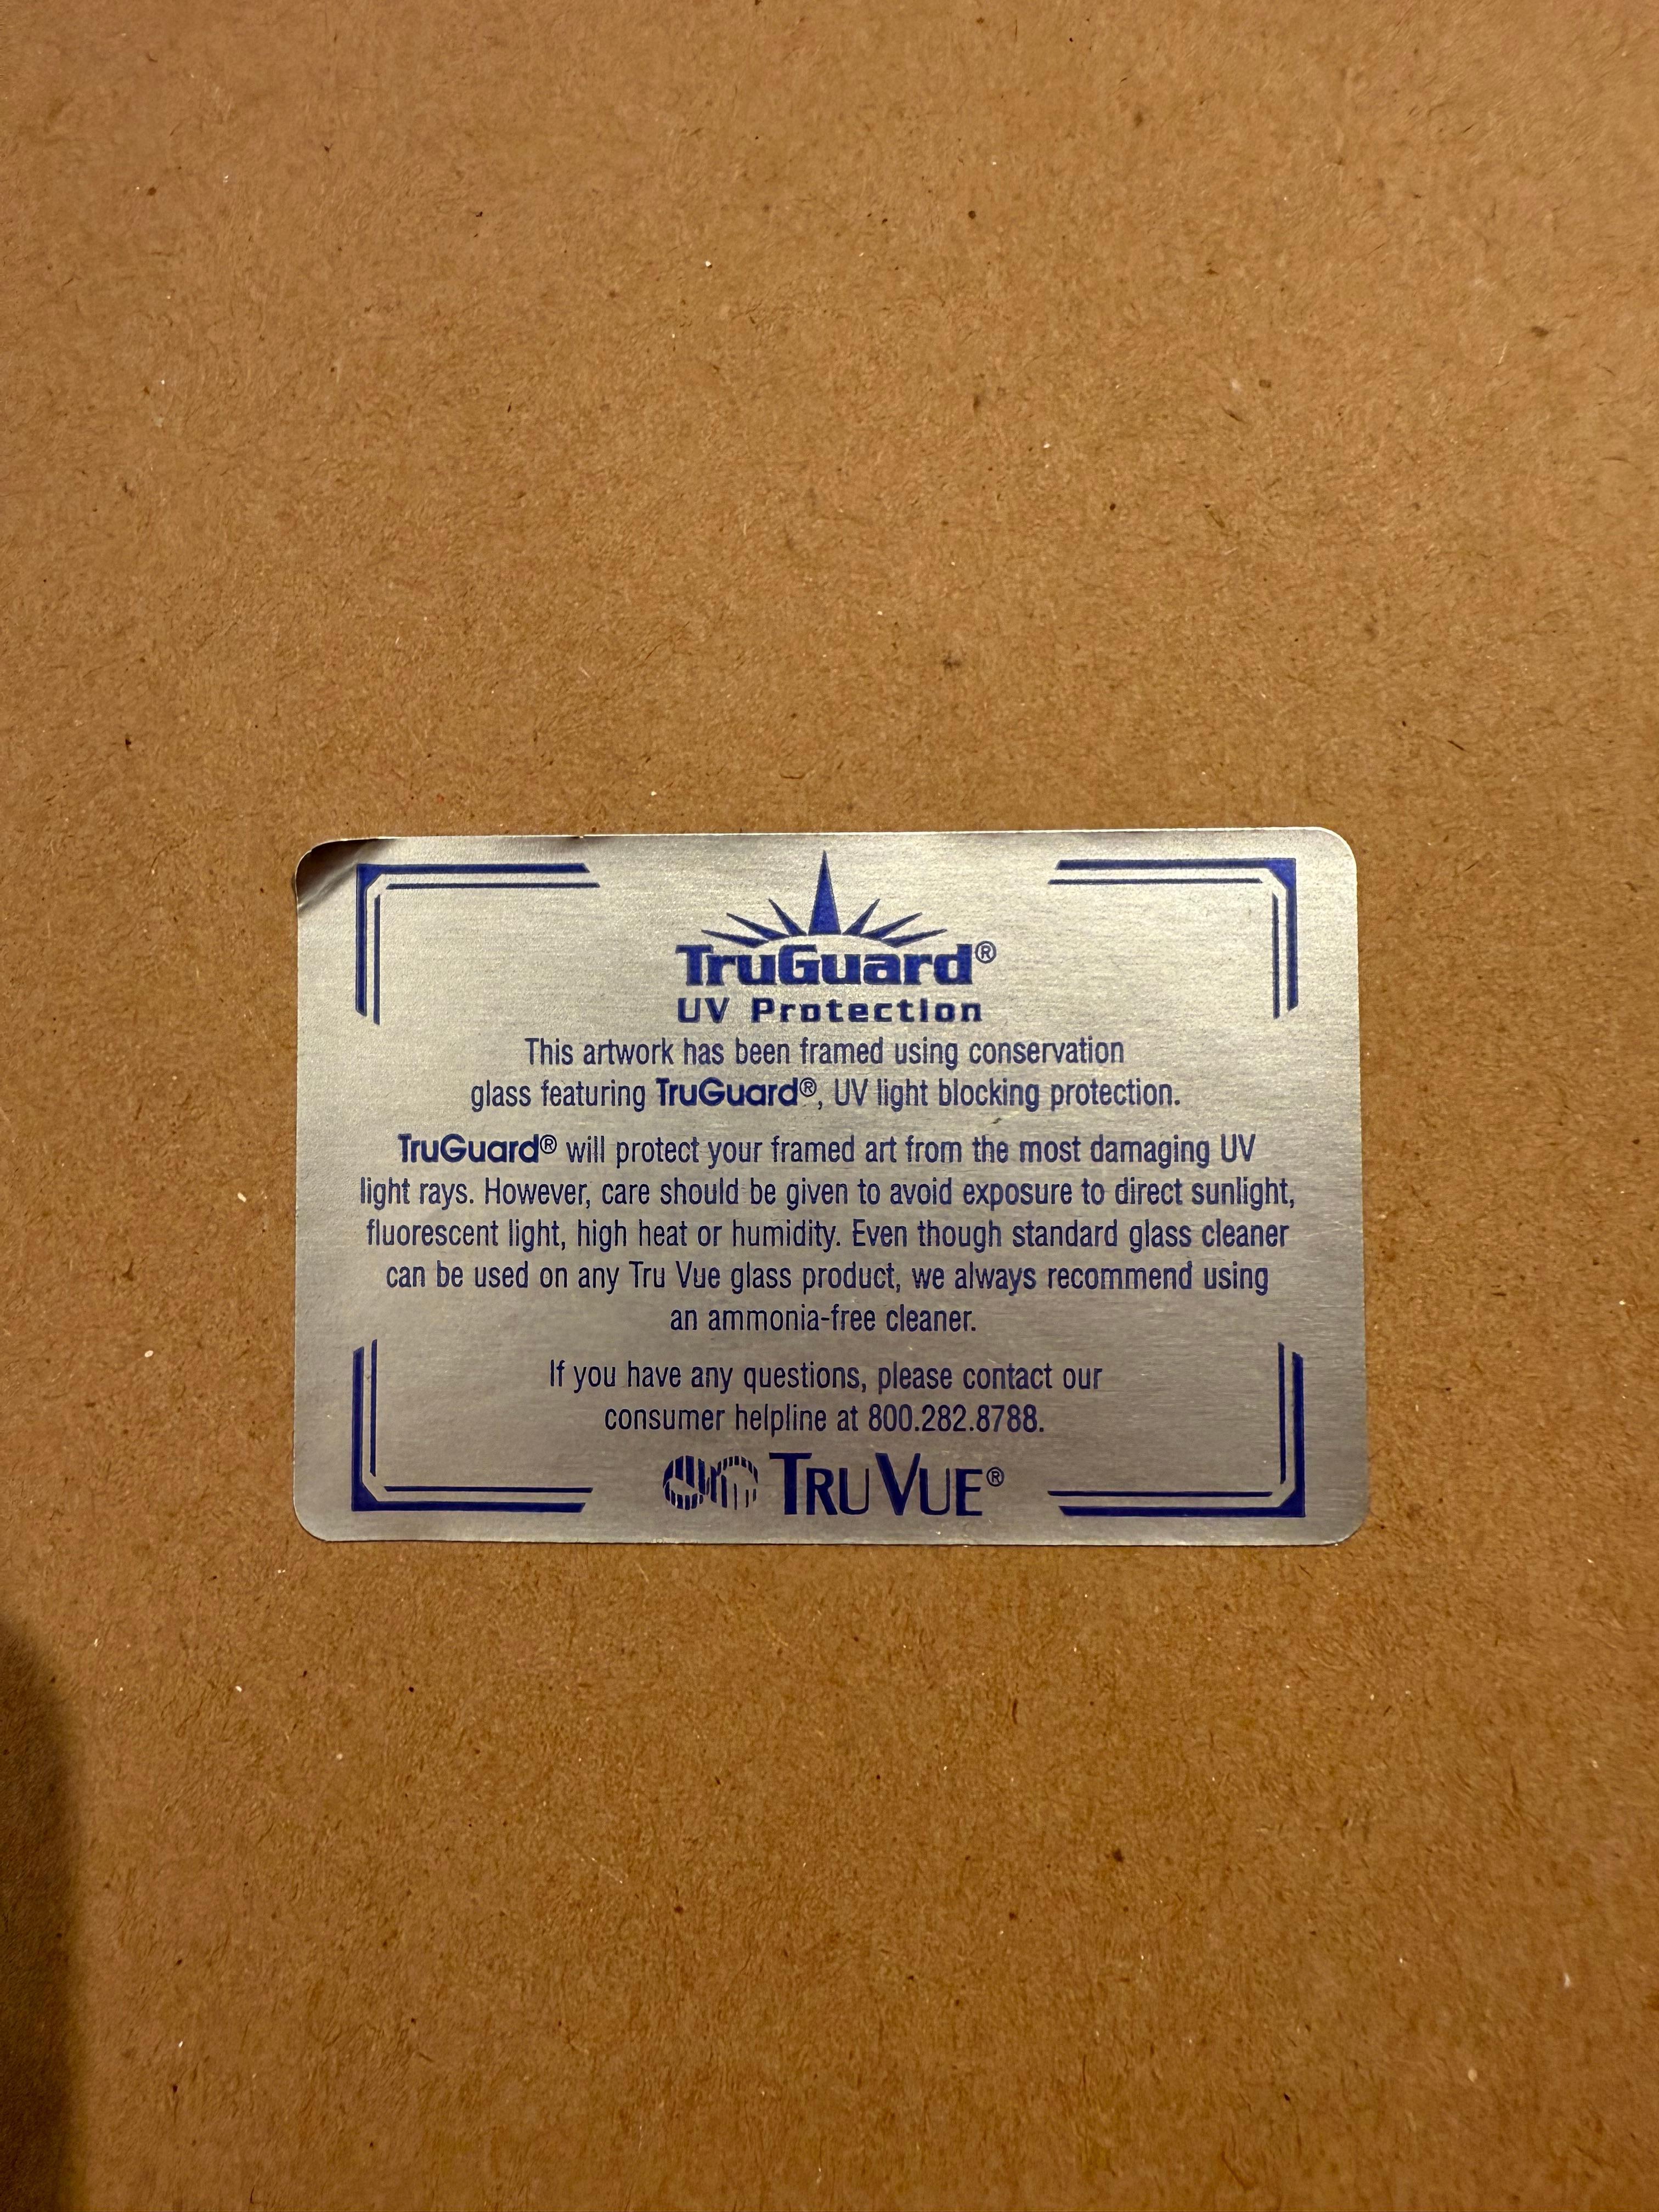 TruGuard®
UV Protection
This artwork has been framed using conservation
glass featuring TruGuard®, UV light blocking protection.
TruGuard® will protect your framed art from the most damaging UV
light rays. However, care should be given to avoid exposure to direct sunlight,
fluorescent light, high heat or humidity. Even though standard glass cleaner
can be used on any Tru Vue glass product, we always recommend using
an ammonia-free cleaner.
If you have any questions, please contact our
consumer helpline at 800.282.8788.
TRU VUE®